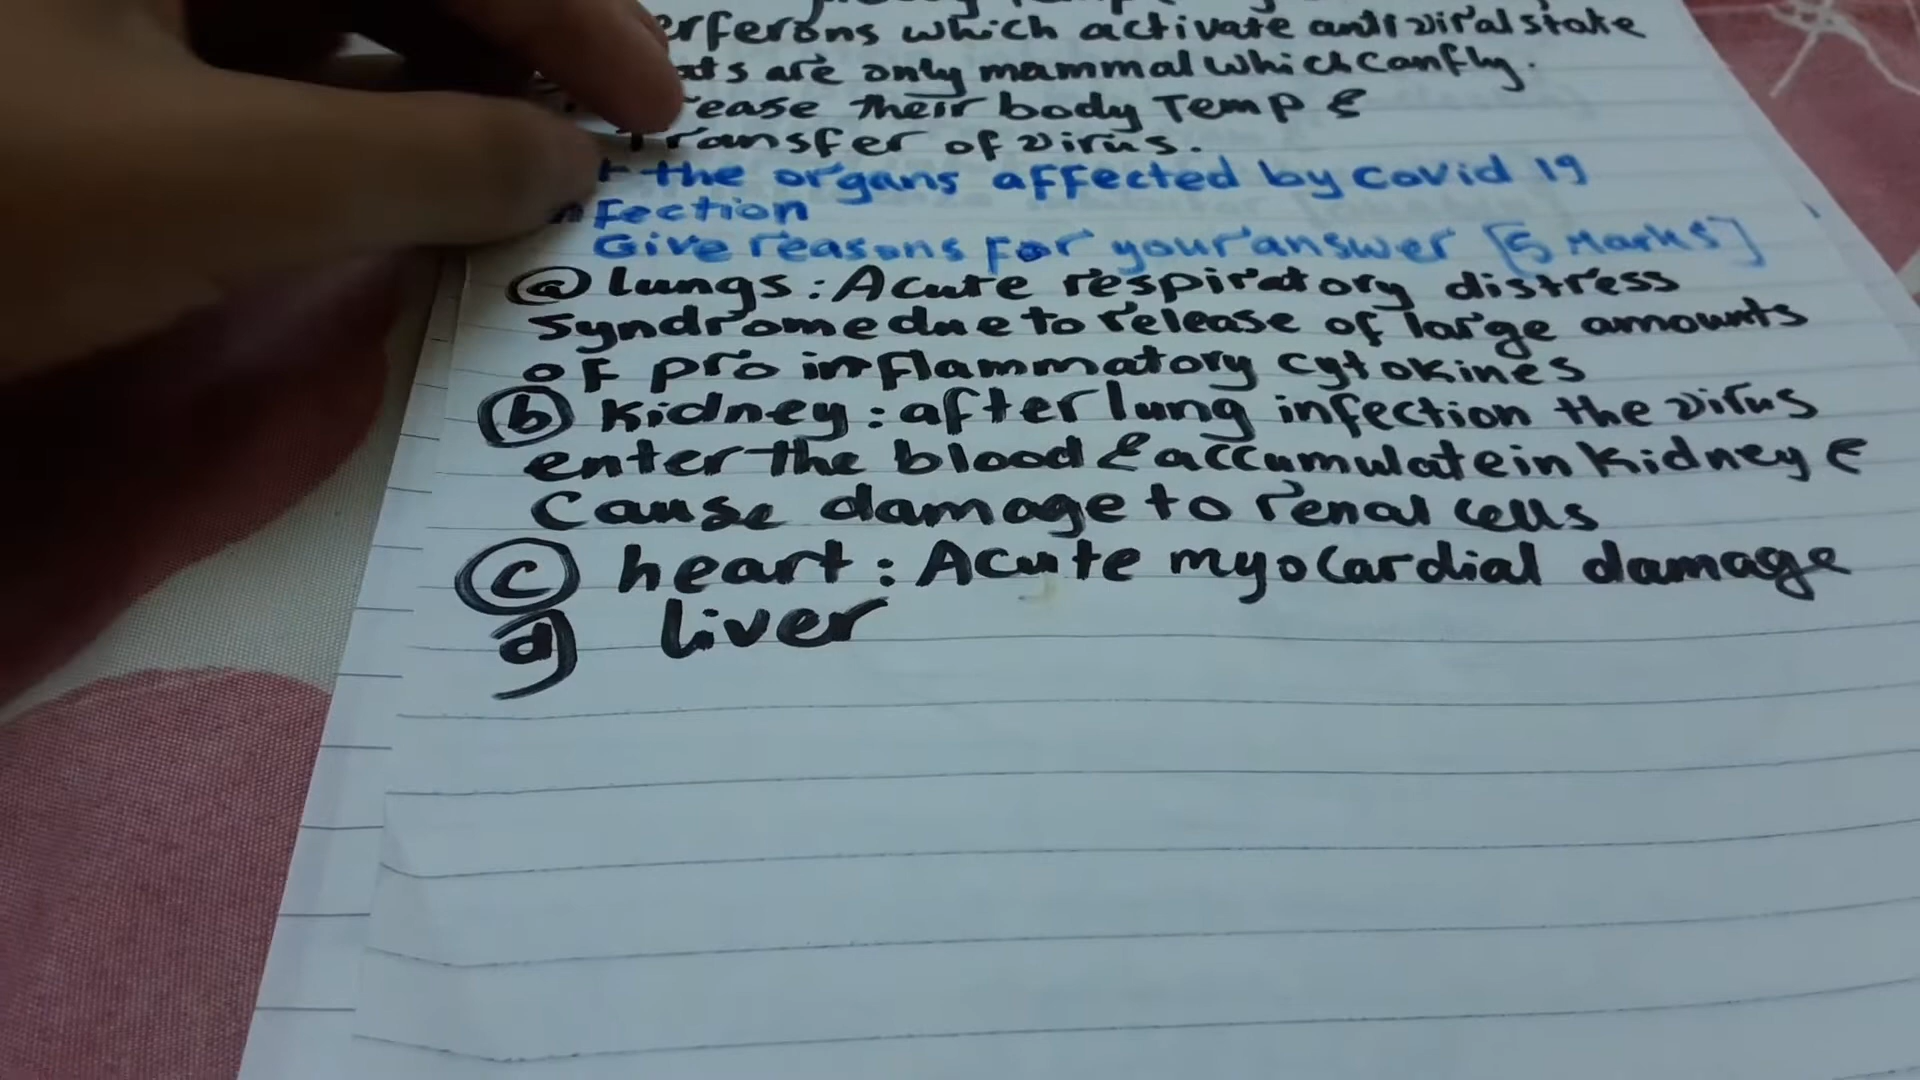 erferons which activate antiviral state
ats are only mammal which can fly.
ease their body Temp &
Transfer of virus.
the organs affected by Covid 19
fection
Give reasons for your answer [5 Marks]
(a) lungs : Acute respiratory distress
syndrome due to release of large amounts
of pro inflammatory cytokines
(b) Kidney : after lung infection the virus
enter the blood & accumulate in kidney &
cause damage to renal cells
(c) heart : Acute myocardial damage
d) liver